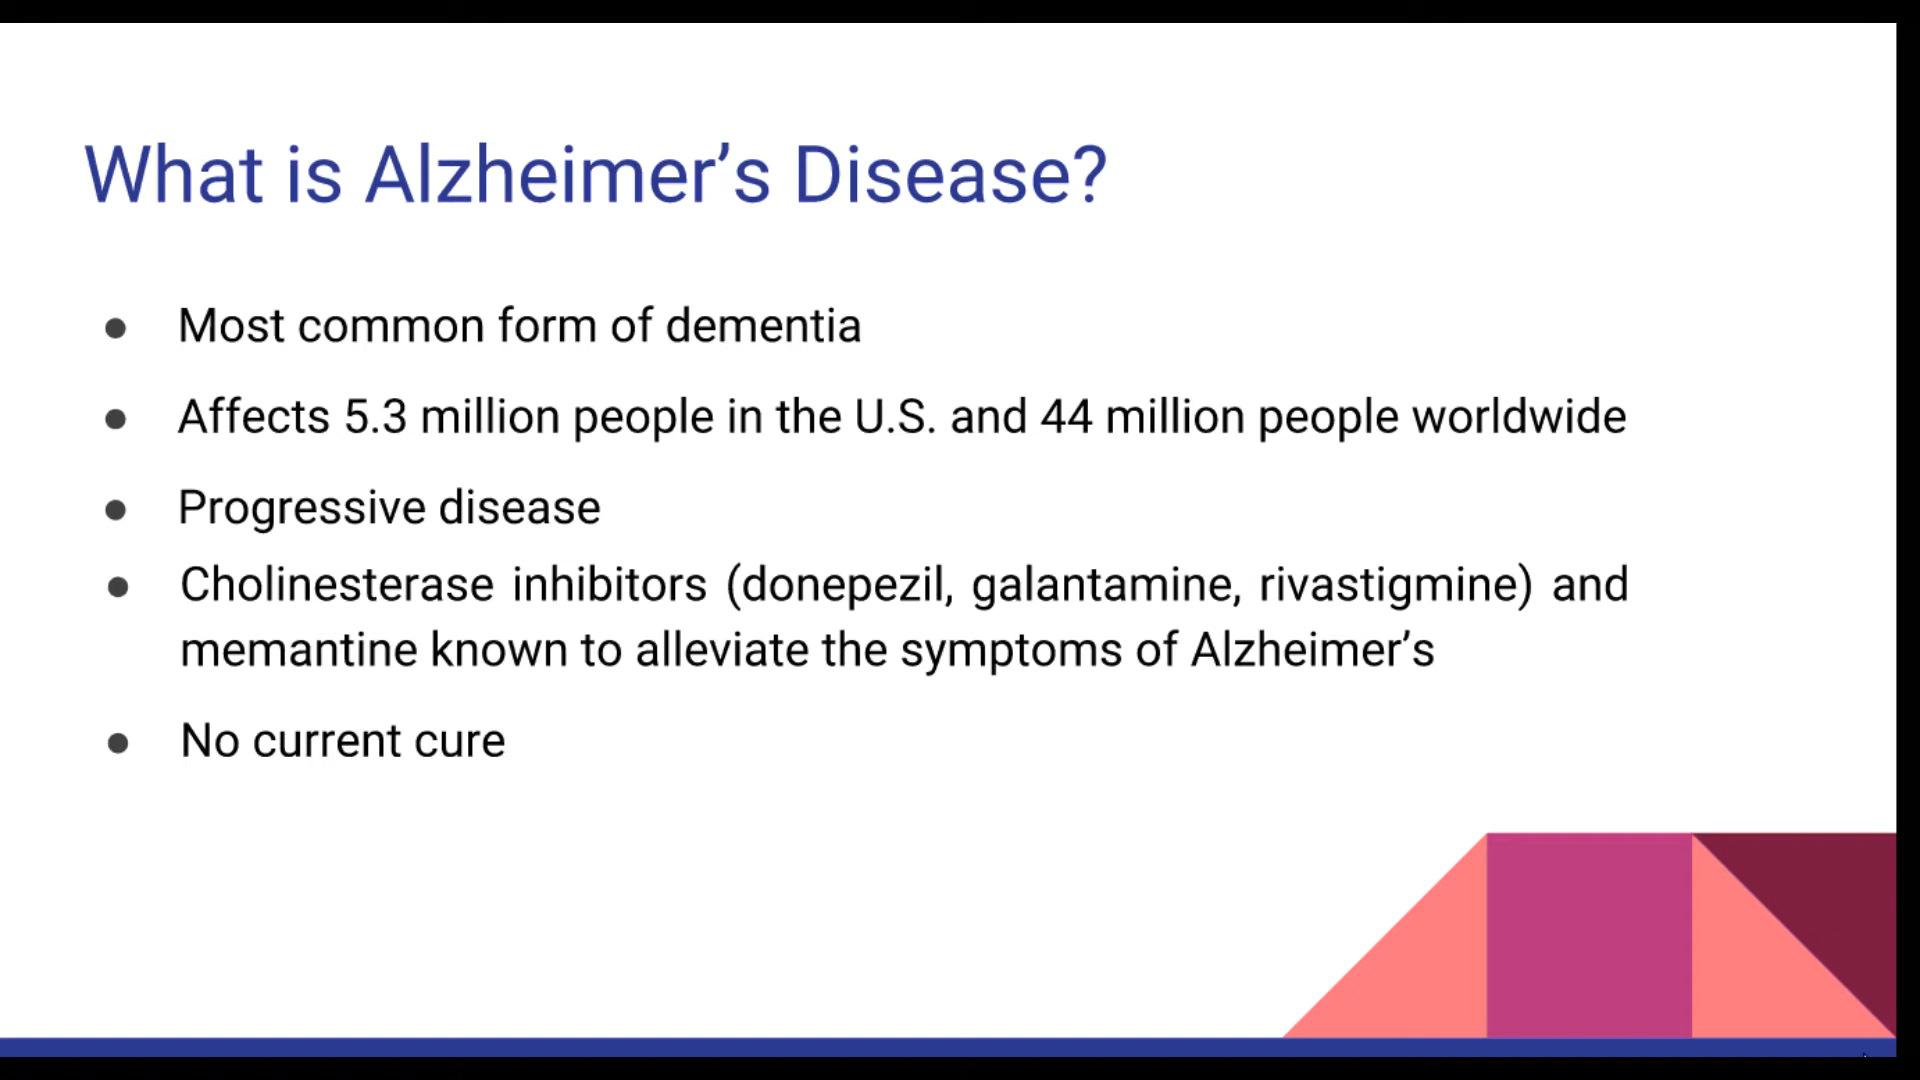 What is Alzheimer’s Disease?
● Most common form of dementia
● Affects 5.3 million people in the U.S. and 44 million people worldwide
● Progressive disease
● Cholinesterase inhibitors (donepezil, galantamine, rivastigmine) and
memantine known to alleviate the symptoms of Alzheimer’s
● No current cure